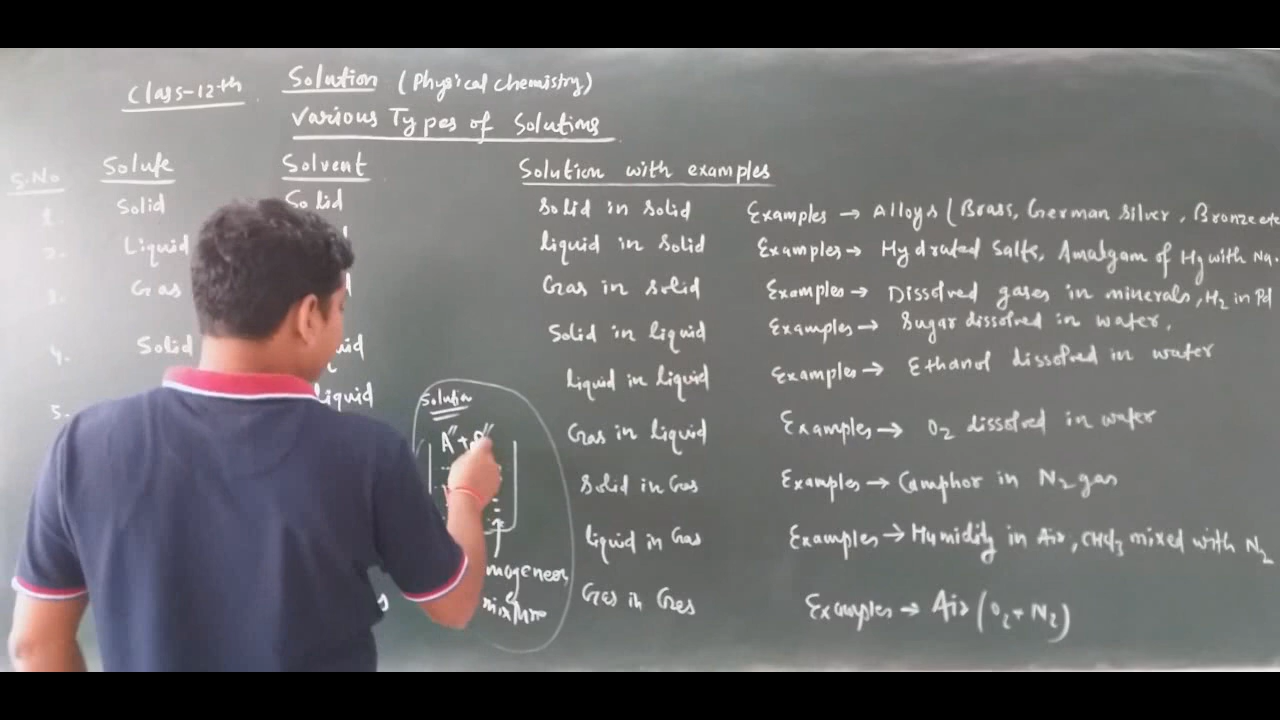 Class-12th Solution (Physical chemistry)
Various Types of Solutions
S.No Solute Solvent Solution with examples
1. Solid Solid Solid in Solid Examples → Alloys (Brass, German Silver, Bronze etc
2. Liquid liquid in solid Examples → Hydrated Salts, Amalgam of Hg with Na.
3. Gas Gas in solid Examples → Dissolved gases in minerals, H2 in Pd
4. Solid Solid in liquid Examples → Sugar dissolved in water,
5. liquid liquid in liquid Examples → Ethanol dissolved in water
Solution
A" +
Gas in liquid Examples → O2 dissolved in water
Solid in Gas Examples → Camphor in N2 gas
liquid in Gas Examples → Humidity in Air, CHCl3 mixed with N2
mogeneous
mixture
Gas in Gas Examples → Air (O2 + N2)